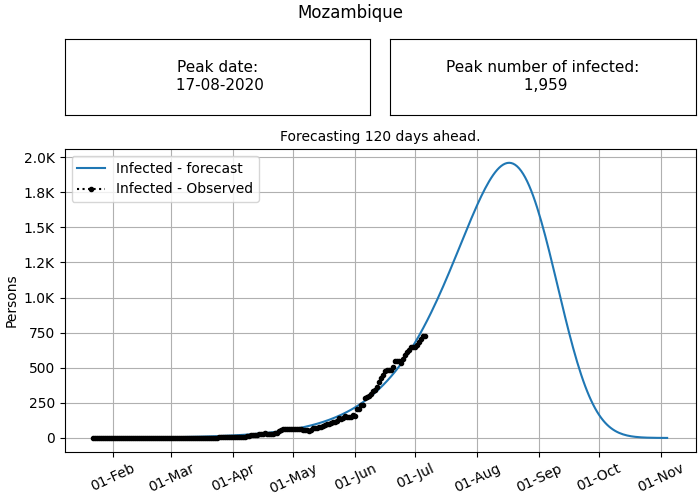 Mozambique
Peak date:
17-08-2020
Peak number of infected:
1,959
Forecasting 120 days ahead.
Infected - forecast
Infected - Observed
Persons
2.0K
1.8K
1.5K
1.2K
1.0K
750
500
250
0
01-Feb
01-Mar
01-Apr
01-May
01-Jun
01-Jul
01-Aug
01-Sep
01-Oct
01-Nov